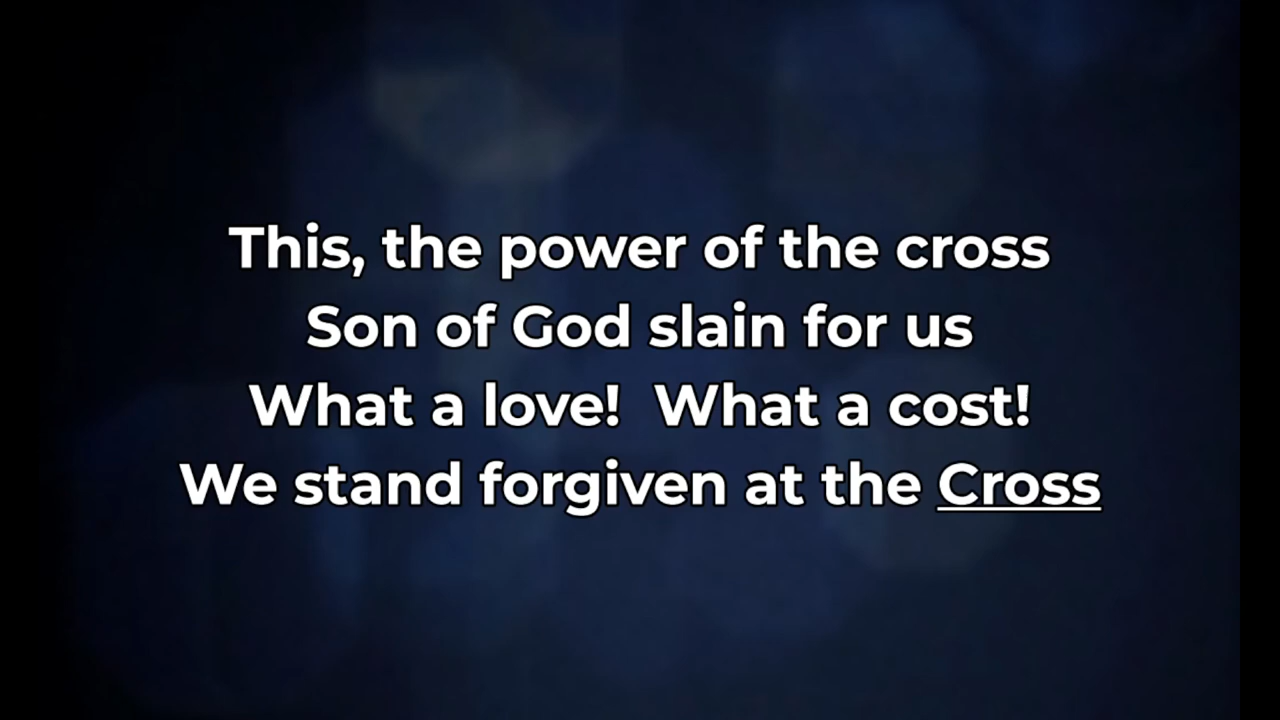 This, the power of the cross
Son of God slain for us
What a love!  What a cost!
We stand forgiven at the Cross